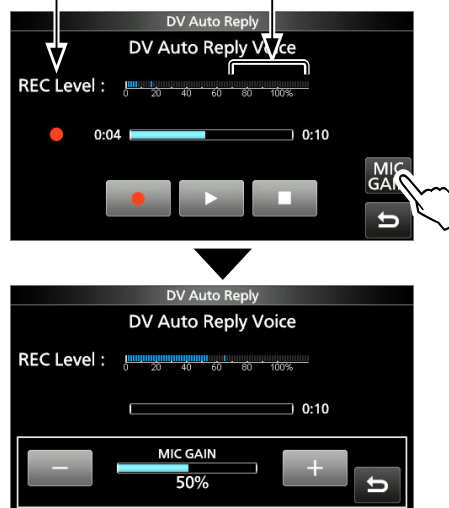 DV Auto Reply
DV Auto Reply Voice
REC Level :
0 20 40 60 80 100%
0:04 0:10
MIC
GAIN
DV Auto Reply
DV Auto Reply Voice
REC Level :
0 20 40 60 80 100%
0:10
MIC GAIN
50%